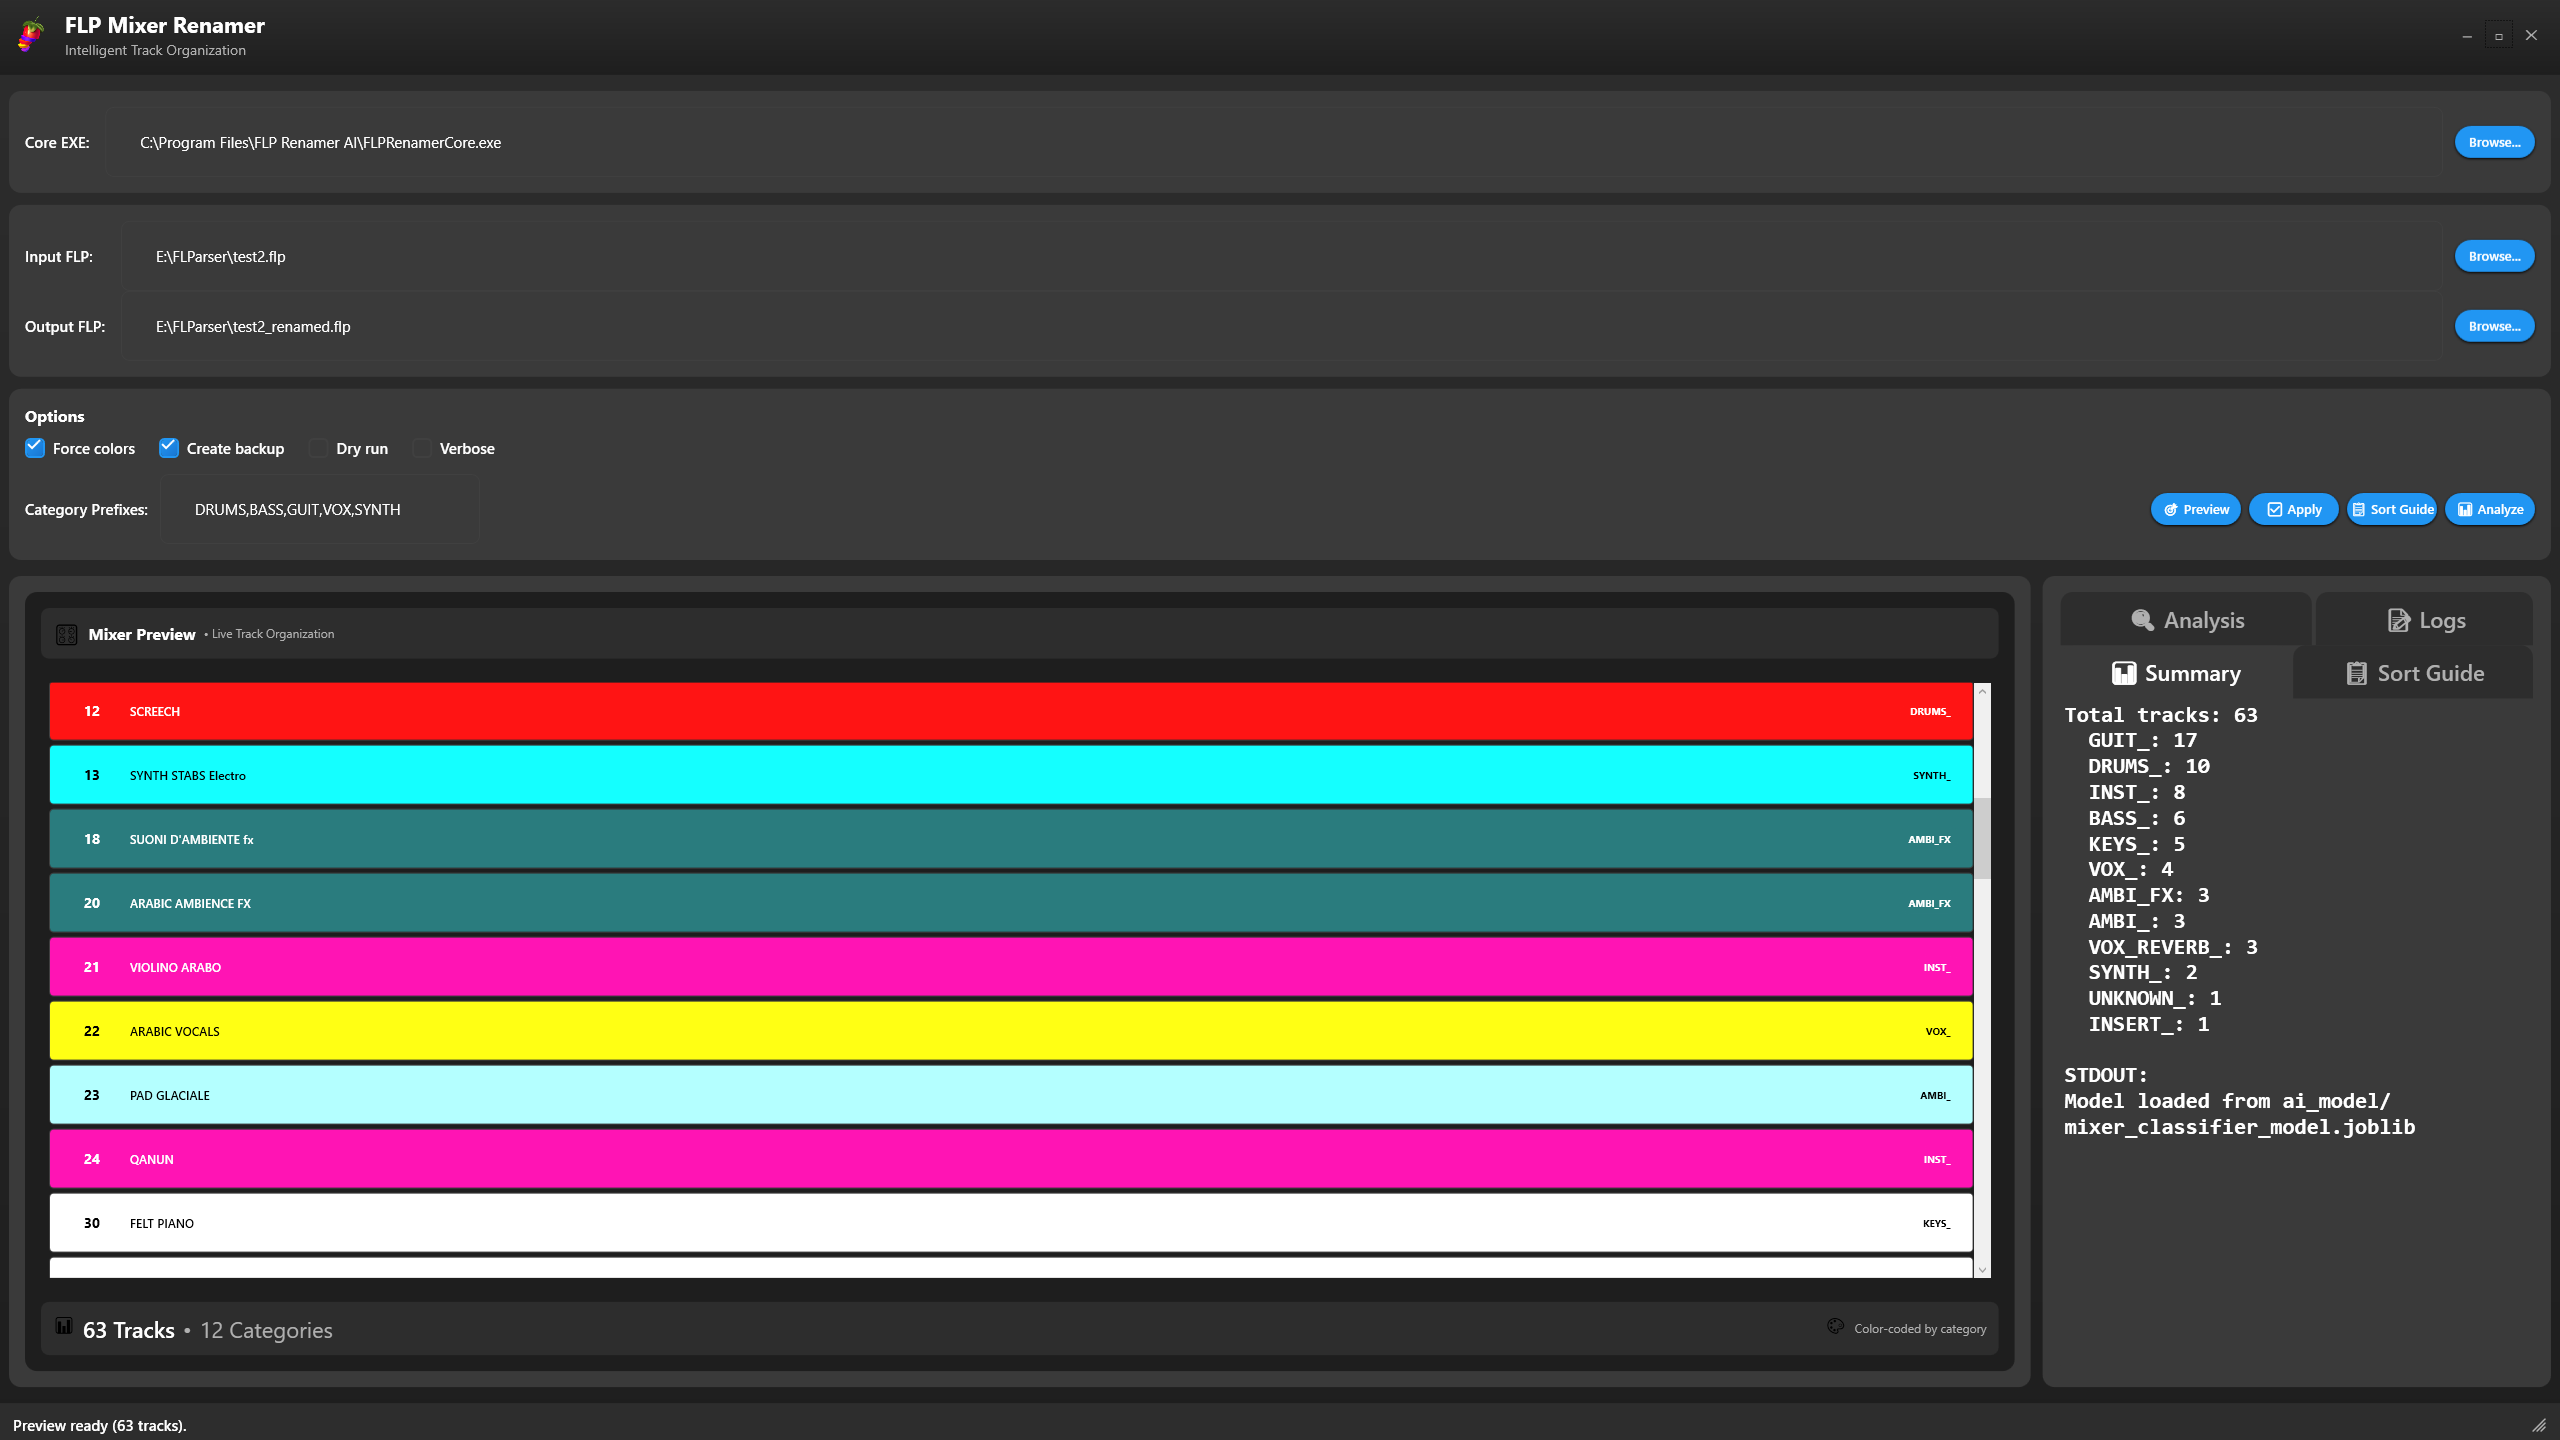 FLP Mixer Renamer
Intelligent Track Organization
Core EXE: C:\Program Files\FLP Renamer AI\FLPRenamerCore.exe Browse...
Input FLP: E:\FLParser\test2.flp Browse...
Output FLP: E:\FLParser\test2_renamed.flp Browse...
Options
Force colors Create backup Dry run Verbose
Category Prefixes: DRUMS,BASS,GUIT,VOX,SYNTH Preview Apply Sort Guide Analyze
Mixer Preview • Live Track Organization
12 SCREECH DRUMS_
13 SYNTH STABS Electro SYNTH_
18 SUONI D'AMBIENTE fx AMBI_FX
20 ARABIC AMBIENCE FX AMBI_FX
21 VIOLINO ARABO INST_
22 ARABIC VOCALS VOX_
23 PAD GLACIALE AMBI_
24 QANUN INST_
30 FELT PIANO KEYS_
63 Tracks • 12 Categories Color-coded by category
Analysis Logs
Summary Sort Guide
Total tracks: 63
GUIT_: 17
DRUMS_: 10
INST_: 8
BASS_: 6
KEYS_: 5
VOX_: 4
AMBI_FX: 3
AMBI_: 3
VOX_REVERB_: 3
SYNTH_: 2
UNKNOWN_: 1
INSERT_: 1
STDOUT:
Model loaded from ai_model/
mixer_classifier_model.joblib
Preview ready (63 tracks).